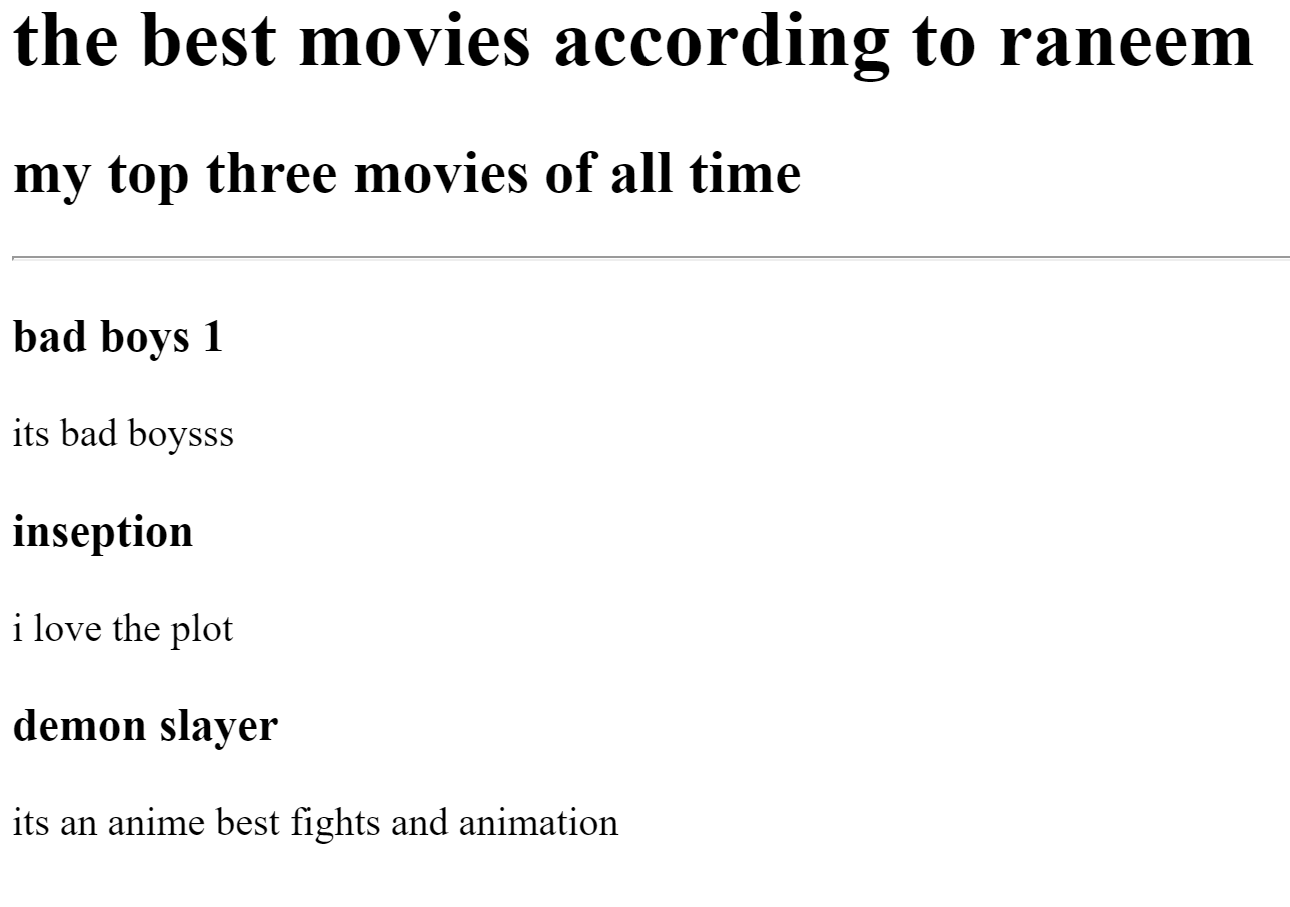 the best movies according to raneem
my top three movies of all time
bad boys 1
its bad boysss
inseption
i love the plot
demon slayer
its an anime best fights and animation